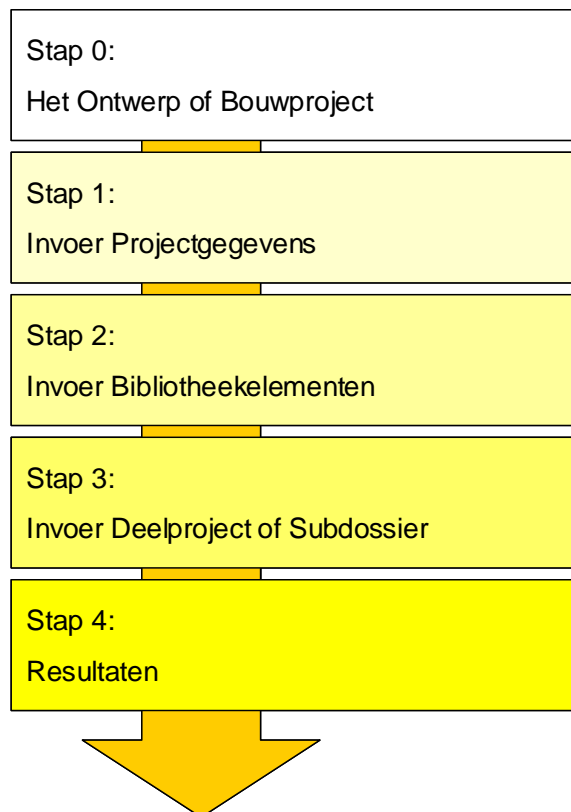 Stap 0:
Het Ontwerp of Bouwproject
Stap 1:
Invoer Projectgegevens
Stap 2:
Invoer Bibliotheekelementen
Stap 3:
Invoer Deelproject of Subdossier
Stap 4:
Resultaten